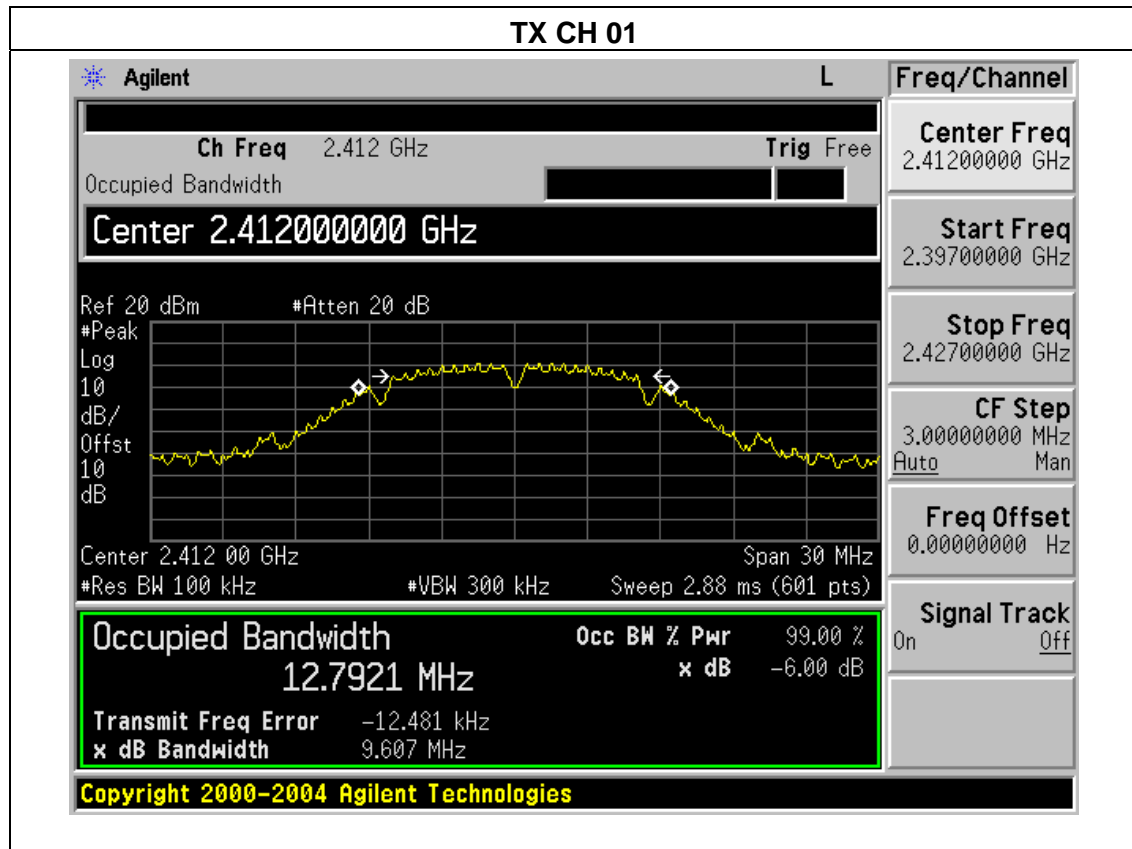 TX CH 01
Agilent L Freq/Channel
Ch Freq 2.412 GHz Trig Free
Occupied Bandwidth
Center 2.412000000 GHz
Ref 20 dBm #Atten 20 dB
#Peak
Log
10
dB/
Offst
10
dB
Center 2.412 00 GHz Span 30 MHz
#Res BW 100 kHz #VBW 300 kHz Sweep 2.88 ms (601 pts)
Occupied Bandwidth
12.7921 MHz
Occ BW % Pwr 99.00 %
x dB -6.00 dB
Transmit Freq Error -12.481 kHz
x dB Bandwidth 9.607 MHz
Copyright 2000-2004 Agilent Technologies
Center Freq
2.41200000 GHz
Start Freq
2.39700000 GHz
Stop Freq
2.42700000 GHz
CF Step
3.00000000 MHz
Auto Man
Freq Offset
0.00000000 Hz
Signal Track
On Off